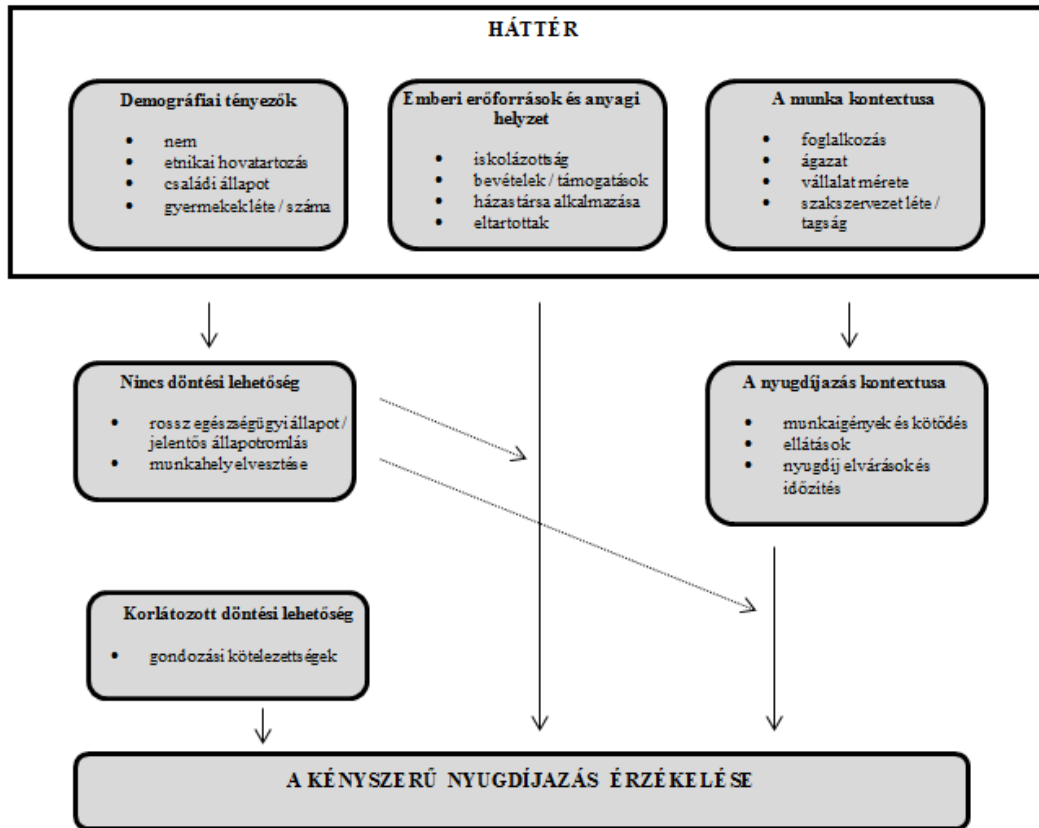 HÁTTÉR
Demográfiai tényezők
• nem
• etnikai hovatartozás
• családi állapot
• gyermekek léte / száma
Emberi erőforrások és anyagi
helyzet
• iskolázottság
• bevételek / támogatások
• házastársa alkalmazása
• eltartottak
A munka kontextusa
• foglalkozás
• ágazat
• vállalat mérete
• szakszervezet léte /
tagság
Nincs döntési lehetőség
• rossz egészségügyi állapot /
jelentős állapotromlás
• munkahely elvesztése
A nyugdíjazás kontextusa
• munkaigények és kötődés
• ellátások
• nyugdíj elvárások és
időzítés
Korlátozott döntési lehetőség
• gondozási kötelezettségek
A KÉNYSZERŰ NYUGDÍJAZÁS ÉRZÉKELÉSE